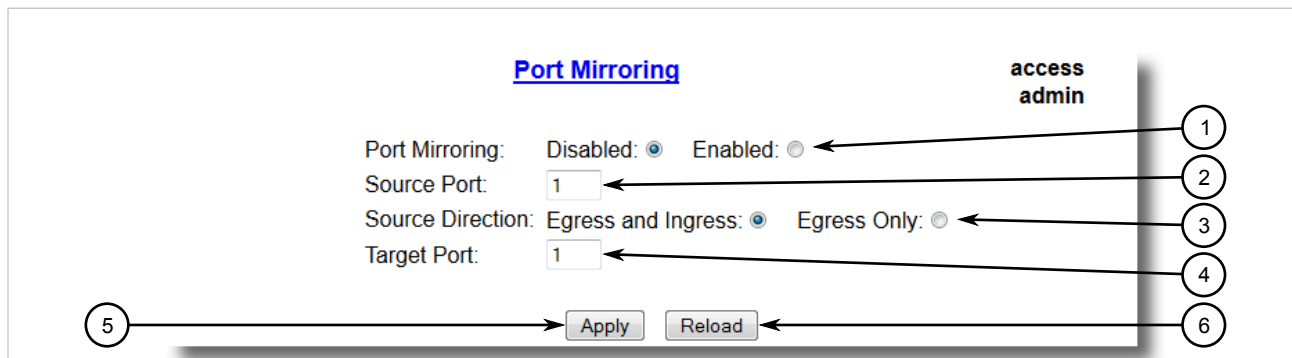 Port Mirroring
access
admin
Port Mirroring: Disabled: Enabled:
1
Source Port: 1
2
Source Direction: Egress and Ingress: Egress Only:
3
Target Port: 1
4
5
Apply Reload
6